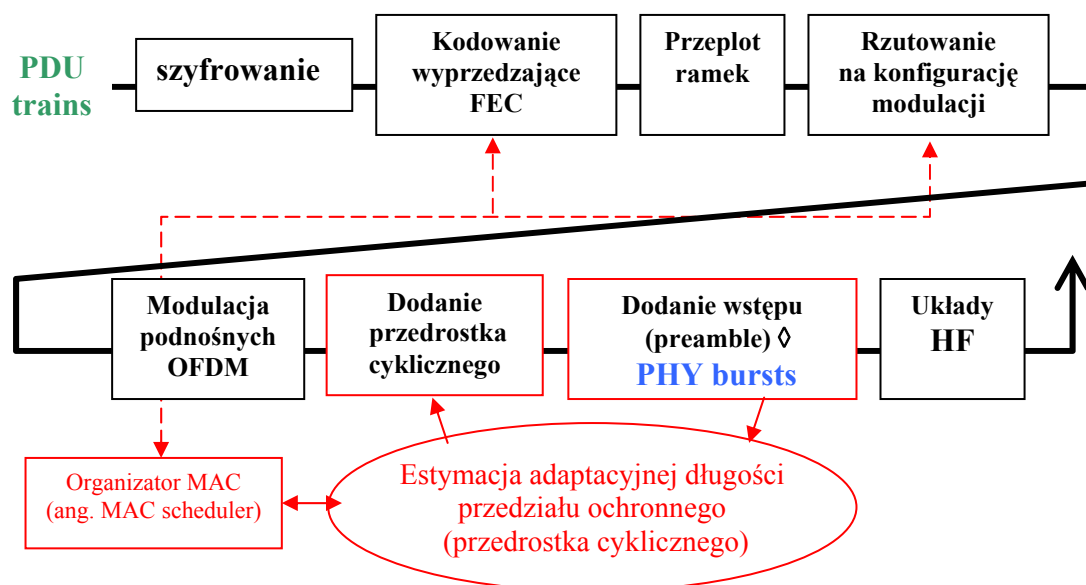 PDU
trains
szyfrowanie
Kodowanie
wyprzedzające
FEC
Przeplot
ramek
Rzutowanie
na konfigurację
modulacji
Modulacja
podnośnych
OFDM
Dodanie
przedrostka
cyklicznego
Dodanie wstępu
(preamble) ◊
PHY bursts
Układy
HF
Organizator MAC
(ang. MAC scheduler)
Estymacja adaptacyjnej długości
przedziału ochronnego
(przedrostka cyklicznego)